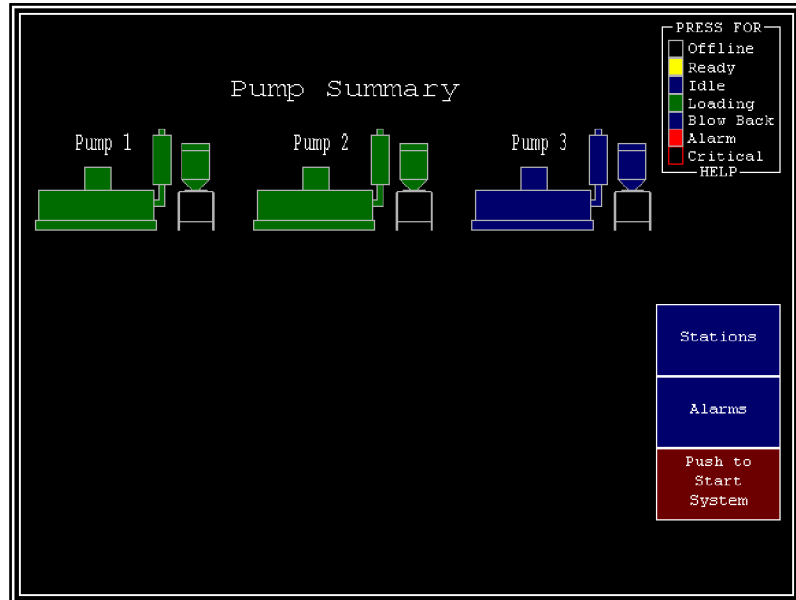 PRESS FOR
Offline
Ready
Idle
Loading
Blow Back
Alarm
Critical
HELP
Pump Summary
Pump 1
Pump 2
Pump 3
Stations
Alarms
Push to
Start
System